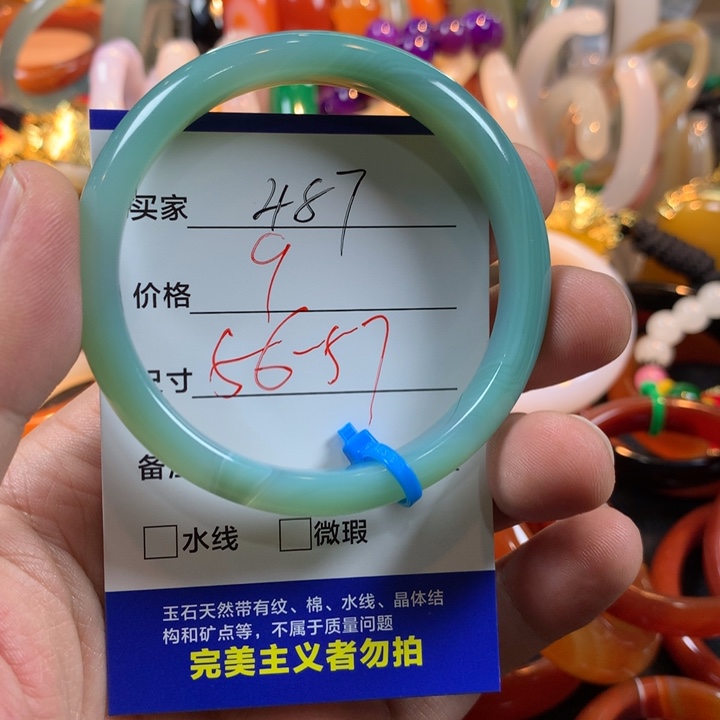 买家 487
价格 9
寸 56-57
备
水线 微瑕
玉石天然带有纹、棉、水线、晶体结
构和矿点等，不属于质量问题
完美主义者勿拍